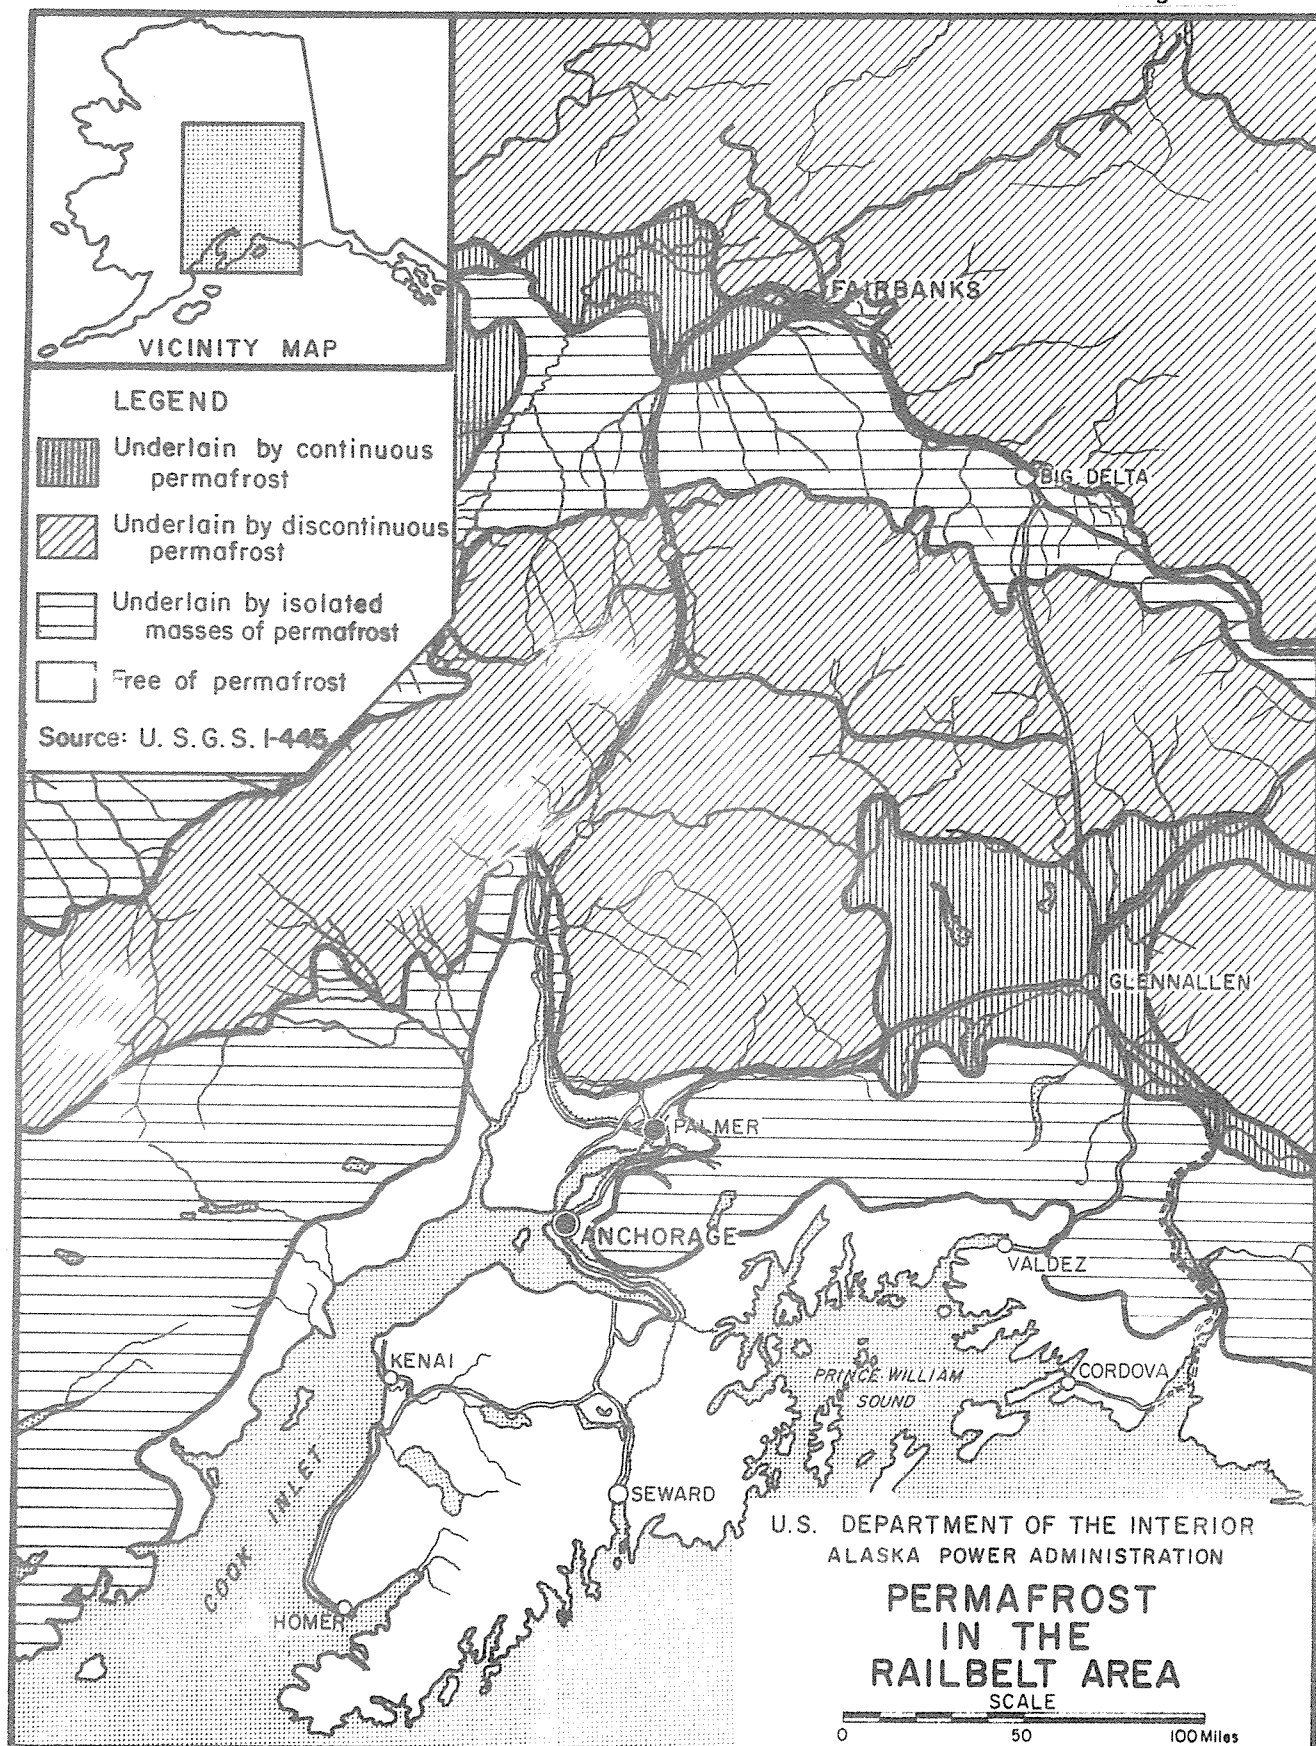 VICINITY MAP
LEGEND
Underlain by continuous
permafrost
Underlain by discontinuous
permafrost
Underlain by isolated
masses of permafrost
Free of permafrost
Source: U.S.G.S. I-445
FAIRBANKS
BIG DELTA
GLENNALLEN
PALMER
ANCHORAGE
VALDEZ
KENAI
PRINCE WILLIAM
SOUND
CORDOVA
COOK INLET
SEWARD
HOMER
U.S. DEPARTMENT OF THE INTERIOR
ALASKA POWER ADMINISTRATION
PERMAFROST
IN THE
RAILBELT AREA
SCALE
0 50 100 Miles